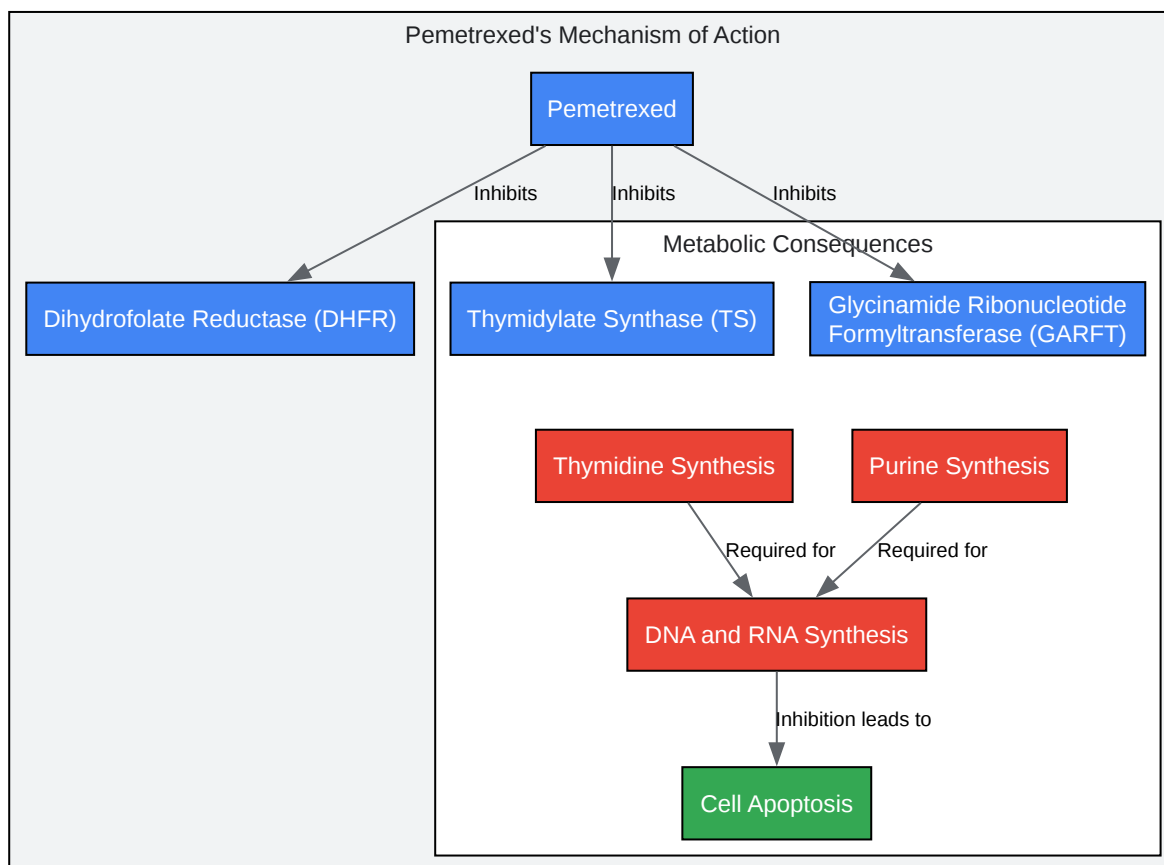 Pemetrexed's Mechanism of Action
Pemetrexed
Inhibits
Inhibits
Inhibits
Metabolic Consequences
Dihydrofolate Reductase (DHFR)
Thymidylate Synthase (TS)
Glycinamide Ribonucleotide
Formyltransferase (GARFT)
Thymidine Synthesis
Purine Synthesis
Required for
Required for
DNA and RNA Synthesis
Inhibition leads to
Cell Apoptosis